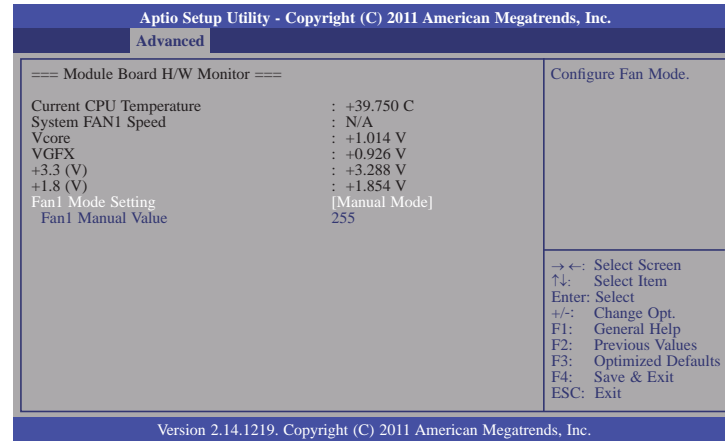 Aptio Setup Utility - Copyright (C) 2011 American Megatrends, Inc.
Advanced
=== Module Board H/W Monitor ===
Current CPU Temperature : +39.750 C
System FAN1 Speed : N/A
Vcore : +1.014 V
VGFX : +0.926 V
+3.3 (V) : +3.288 V
+1.8 (V) : +1.854 V
Fan1 Mode Setting [Manual Mode]
Fan1 Manual Value 255
Configure Fan Mode.
→←: Select Screen
↑↓: Select Item
Enter: Select
+/-: Change Opt.
F1: General Help
F2: Previous Values
F3: Optimized Defaults
F4: Save & Exit
ESC: Exit
Version 2.14.1219. Copyright (C) 2011 American Megatrends, Inc.